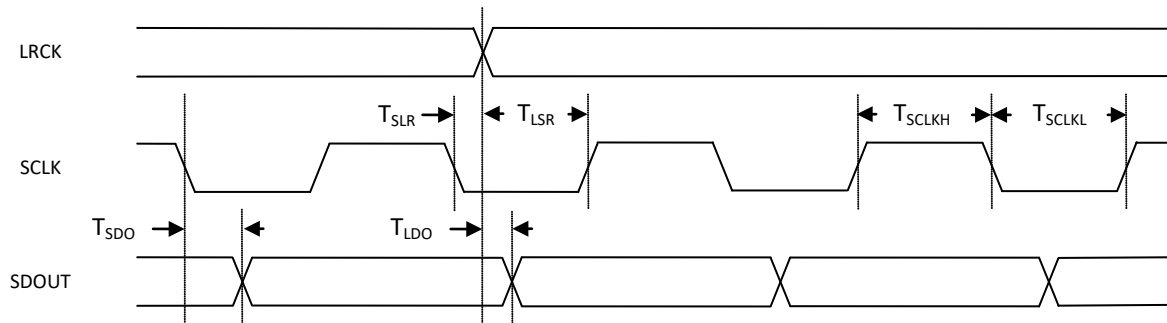 LRCK
TSLR TLSR TSCLKH TSCLKL
SCLK
TSDO TLDO
SDOUT